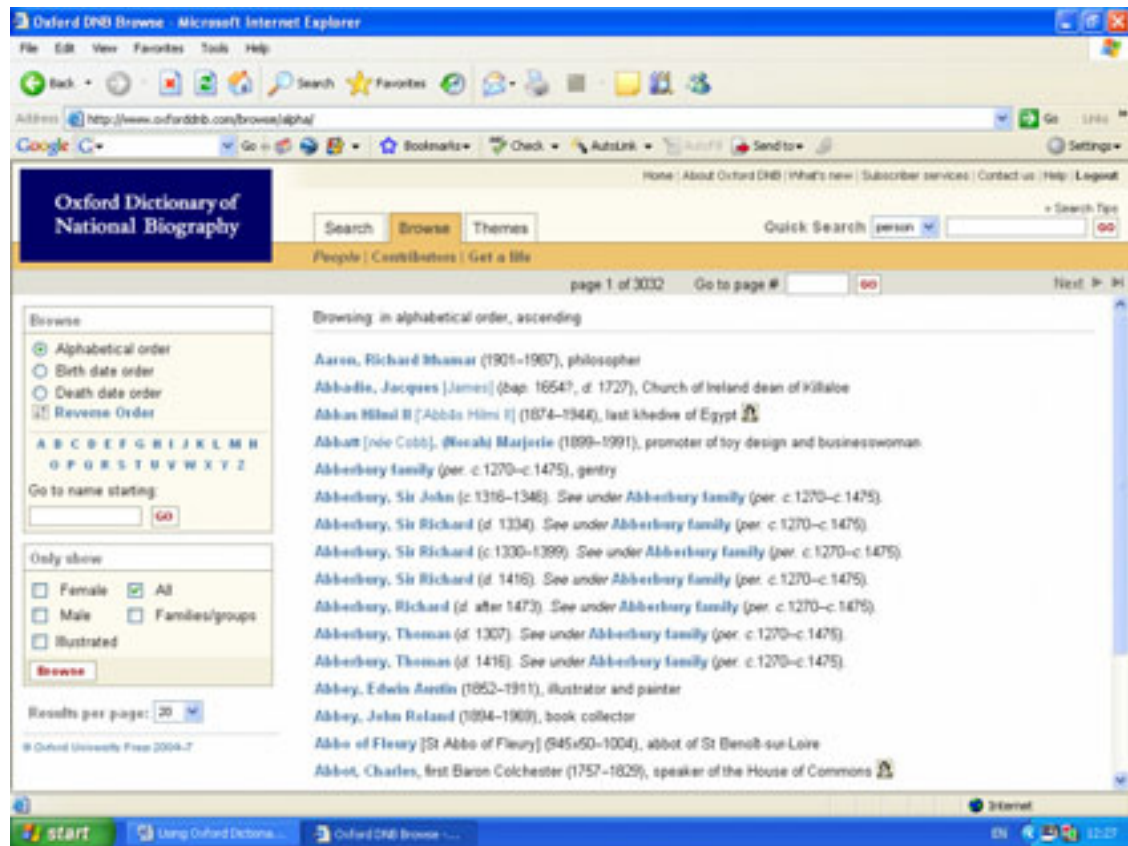 Oxford DNB Browse - Microsoft Internet Explorer
File Edit View Favorites Tools Help
Back Search Favorites
Address http://www.oxforddnb.com/browse/alpha/ Go Links »
Google G Go Bookmarks Check AutoLink AutoFill Send to Settings
Home | About Oxford DNB | What's new | Subscriber services | Contact us | Help | Logout
Oxford Dictionary of
National Biography
Search Browse Themes
Quick Search person GO
» Search Tips
People | Contributors | Get a life
page 1 of 3032 Go to page # GO Next
Browse
Alphabetical order
Birth date order
Death date order
Reverse Order
A B C D E F G H I J K L M N
O P Q R S T U V W X Y Z
Go to name starting:
GO
Only show
Female All
Male Families/groups
Illustrated
Browse
Results per page: 20
© Oxford University Press 2004–7
Browsing: in alphabetical order, ascending
Aaron, Richard Ithamar (1901–1987), philosopher
Abbadie, Jacques [James] (bap. 1654?, d. 1727), Church of Ireland dean of Killaloe
Abbas Hilmi II ['Abbās Hilmi II] (1874–1944), last khedive of Egypt
Abbatt [née Cobb], (Norah) Marjorie (1899–1991), promoter of toy design and businesswoman
Abberbury family (per. c.1270–c.1475), gentry
Abberbury, Sir John (c.1316–1346). See under Abberbury family (per. c.1270–c.1475).
Abberbury, Sir Richard (d. 1334). See under Abberbury family (per. c.1270–c.1475).
Abberbury, Sir Richard (c.1330–1399). See under Abberbury family (per. c.1270–c.1475).
Abberbury, Sir Richard (d. 1416). See under Abberbury family (per. c.1270–c.1475).
Abberbury, Richard (d. after 1473). See under Abberbury family (per. c.1270–c.1475).
Abberbury, Thomas (d. 1307). See under Abberbury family (per. c.1270–c.1475).
Abberbury, Thomas (d. 1416). See under Abberbury family (per. c.1270–c.1475).
Abbey, Edwin Austin (1852–1911), illustrator and painter
Abbey, John Roland (1894–1969), book collector
Abbo of Fleury [St Abbo of Fleury] (945x50–1004), abbot of St Benoît-sur-Loire
Abbot, Charles, first Baron Colchester (1757–1829), speaker of the House of Commons
Internet
start Using Oxford Dictiona... Oxford DNB Browse -... EN 12:27